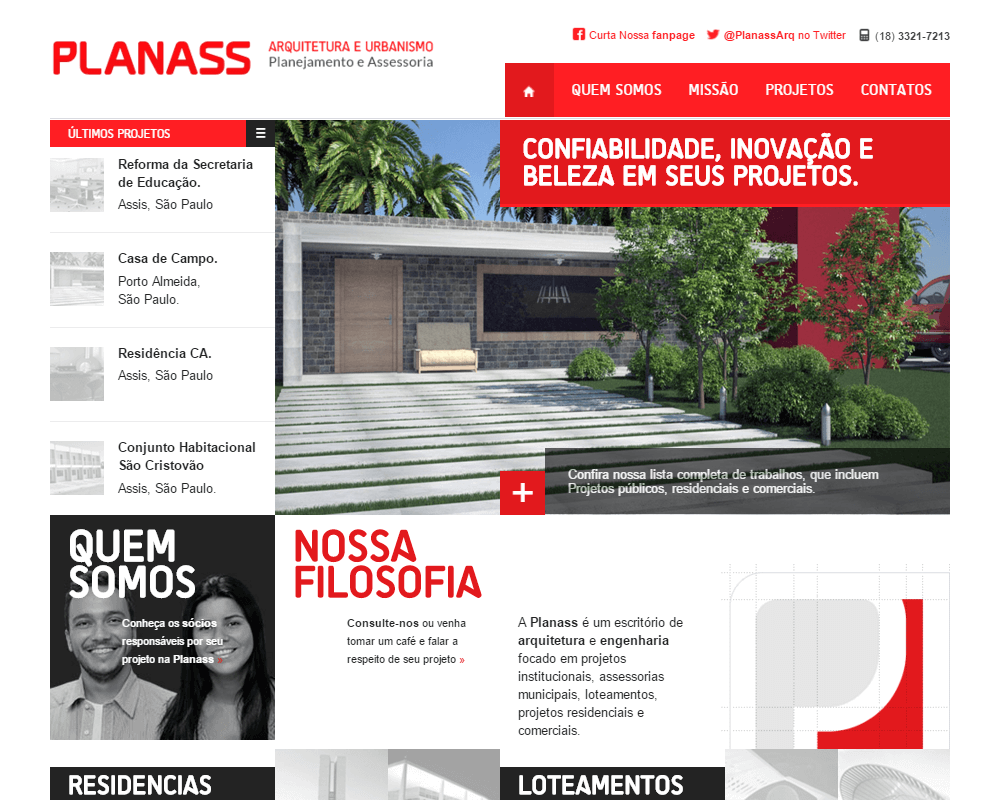 PLANASS
ARQUITETURA E URBANISMO
Planejamento e Assessoria
Curta Nossa fanpage
@PlanassArq no Twitter
(18) 3321-7213
QUEM SOMOS
MISSÃO
PROJETOS
CONTATOS
ÚLTIMOS PROJETOS
Reforma da Secretaria
de Educação.
Assis, São Paulo
Casa de Campo.
Porto Almeida,
São Paulo.
Residência CA.
Assis, São Paulo
Conjunto Habitacional
São Cristovão
Assis, São Paulo.
CONFIABILIDADE, INOVAÇÃO E
BELEZA EM SEUS PROJETOS.
+
Confira nossa lista completa de trabalhos, que incluem
Projetos públicos, residenciais e comerciais.
QUEM
SOMOS
Conheça os sócios
responsáveis por seu
projeto na Planass »
NOSSA
FILOSOFIA
Consulte-nos ou venha
tomar um café e falar a
respeito de seu projeto »
A Planass é um escritório de
arquitetura e engenharia
focado em projetos
institucionais, assessorias
municipais, loteamentos,
projetos residenciais e
comerciais.
RESIDENCIAS
LOTEAMENTOS